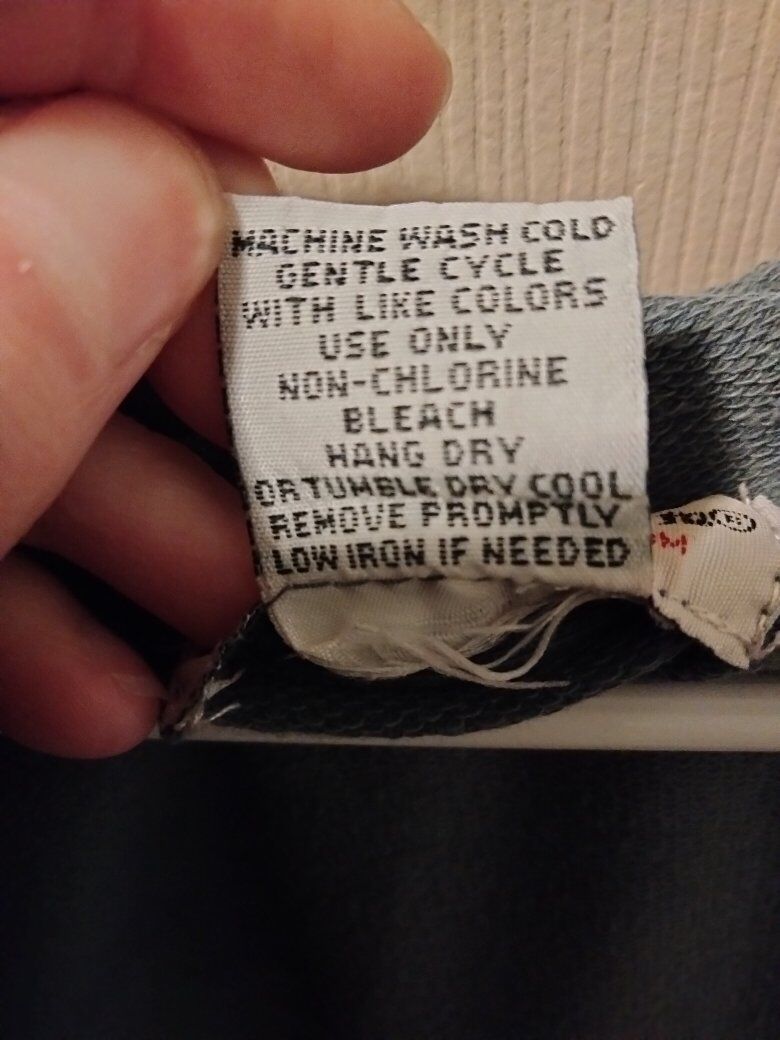 MACHINE WASH COLD
GENTLE CYCLE
WITH LIKE COLORS
USE ONLY
NON-CHLORINE
BLEACH
HANG DRY
OR TUMBLE DRY COOL
REMOVE PROMPTLY
LOW IRON IF NEEDED